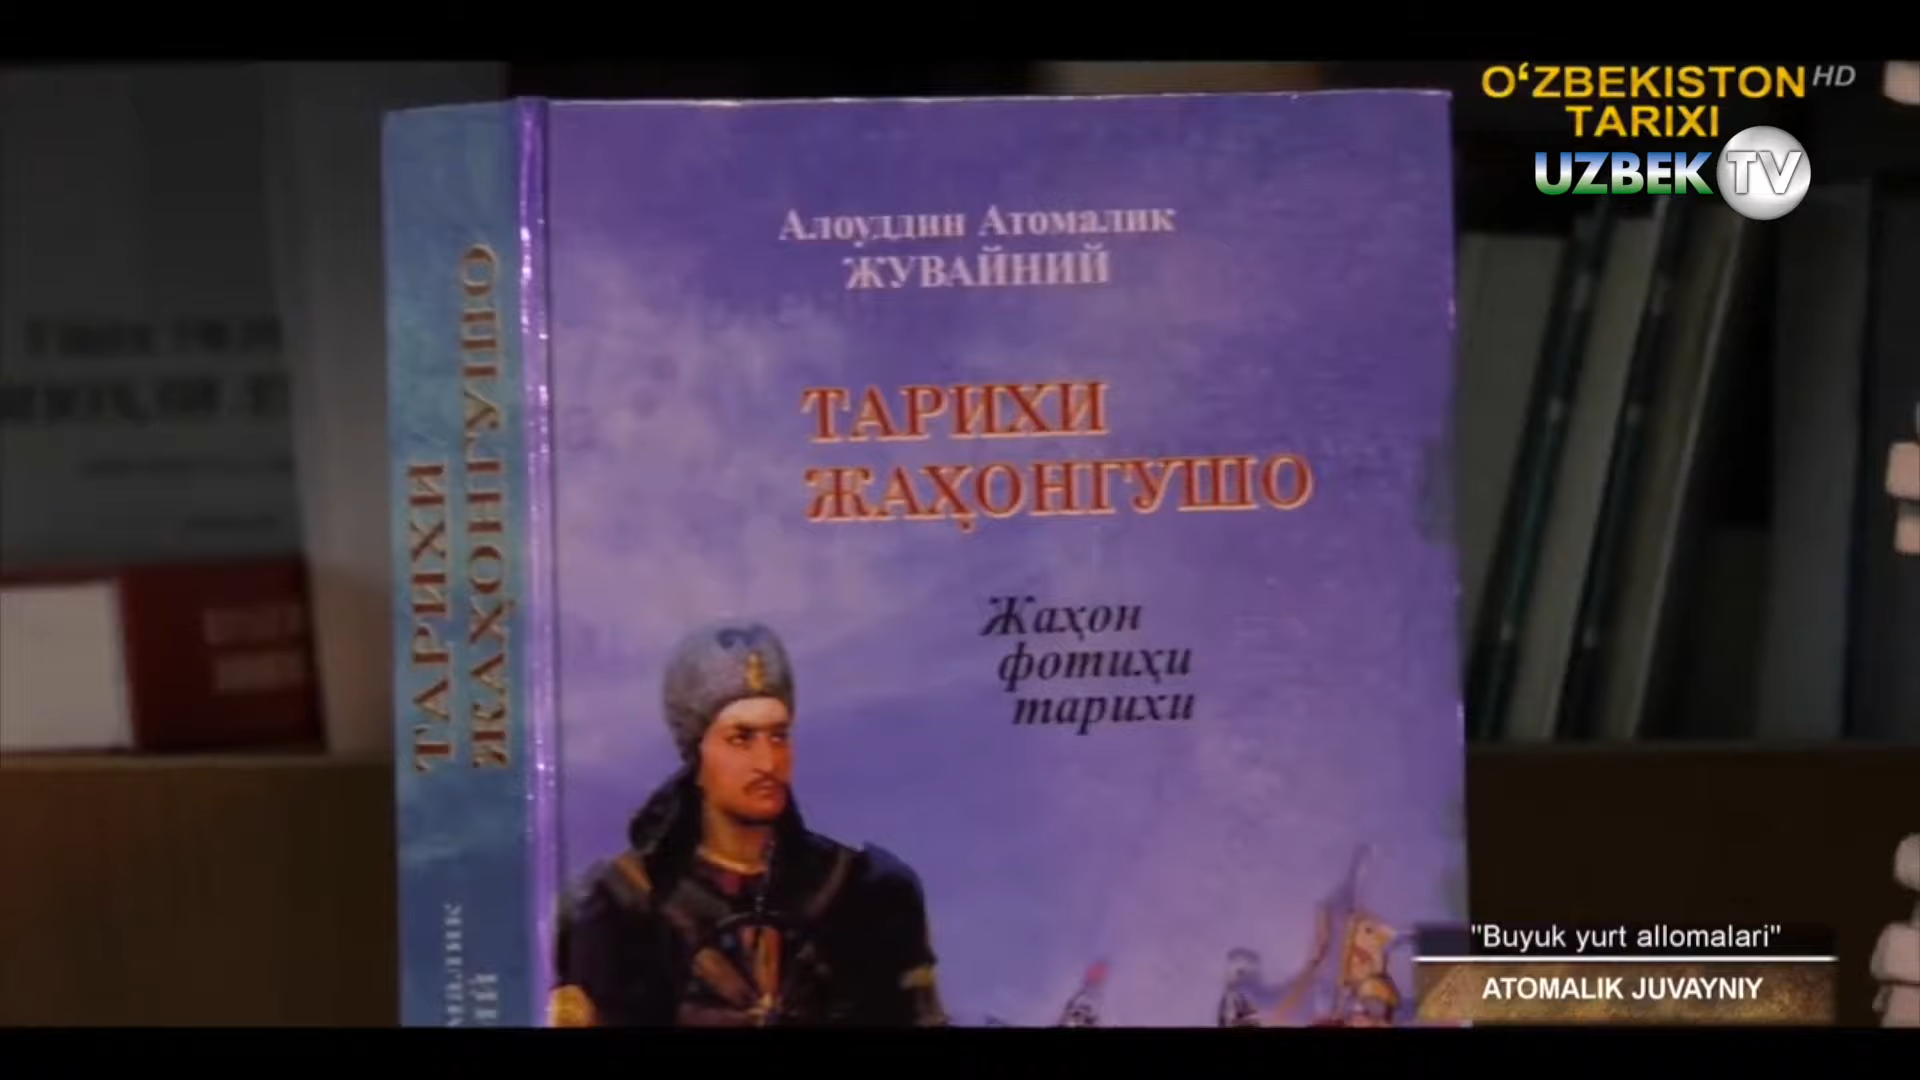 O‘ZBEKISTON HD
TARIXI
UZBEK TV
Алоуддин Атомалик
ЖУВАЙНИЙ
ТАРИХИ
ЖАҲОНГУШО
Жаҳон
фотиҳи
тарихи
ТАРИХИ
ЖАҲОНГУШО
"Buyuk yurt allomalari"
ATOMALIK JUVAYNIY